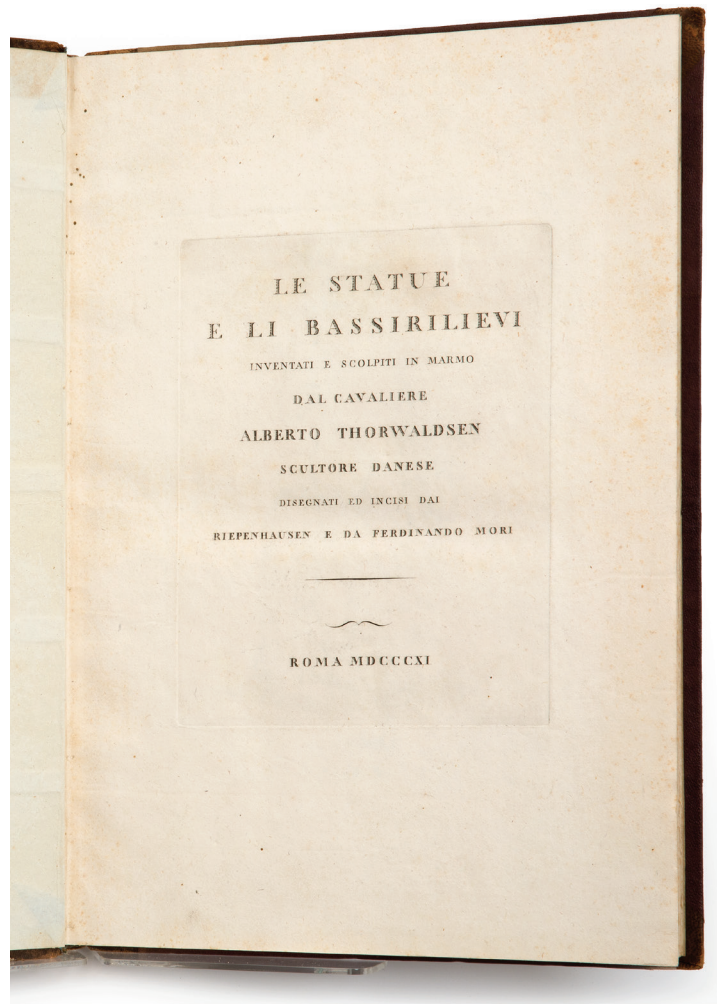 LE STATUE
E LI BASSIRILIEVI
INVENTATI E SCOLPITI IN MARMO
DAL CAVALIERE
ALBERTO THORWALDSEN
SCULTORE DANESE
DISEGNATI ED INCISI DAI
RIEPENHAUSEN E DA FERDINANDO MORI
ROMA MDCCCXI